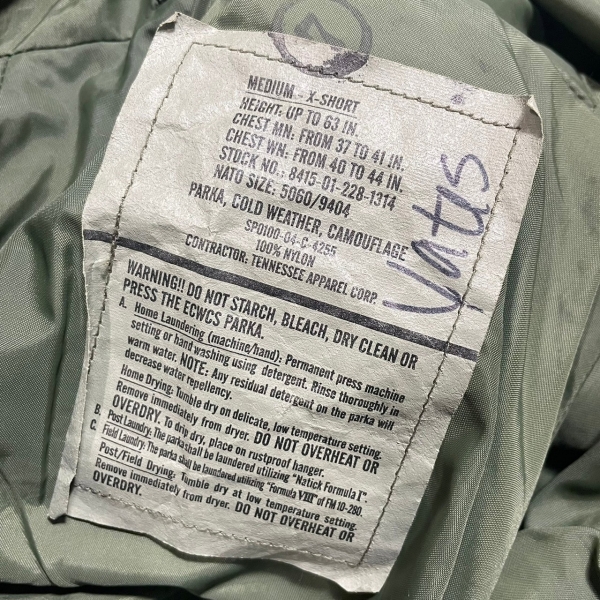 7
MEDIUM - X-SHORT
HEIGHT: UP TO 63 IN.
CHEST MN: FROM 37 TO 41 IN.
CHEST WN: FROM 40 TO 44 IN.
STOCK NO.: 8415-01-228-1314
NATO SIZE: 5060/9404
PARKA, COLD WEATHER, CAMOUFLAGE
SPO100-04-C-4255
100% NYLON
CONTRACTOR: TENNESSEE APPAREL CORP.
Vatis
WARNING!! DO NOT STARCH, BLEACH, DRY CLEAN OR
PRESS THE ECWCS PARKA.
A. Home Laundering (machine/hand): Permanent press machine
setting or hand washing using detergent. Rinse thoroughly in
warm water. NOTE: Any residual detergent on the parka will
decrease water repellency.
Home Drying: Tumble dry on delicate, low temperature setting.
Remove immediately from dryer. DO NOT OVERHEAT OR
OVERDRY. To drip dry, place on rustproof hanger.
B. Post Laundry: The parka shall be laundered utilizing "Natick Formula I".
C. Field Laundry: The parka shall be laundered utilizing "Formula VIII" of FM 10-280.
Post/Field Drying: Tumble dry at low temperature setting.
Remove immediately from dryer. DO NOT OVERHEAT OR
OVERDRY.